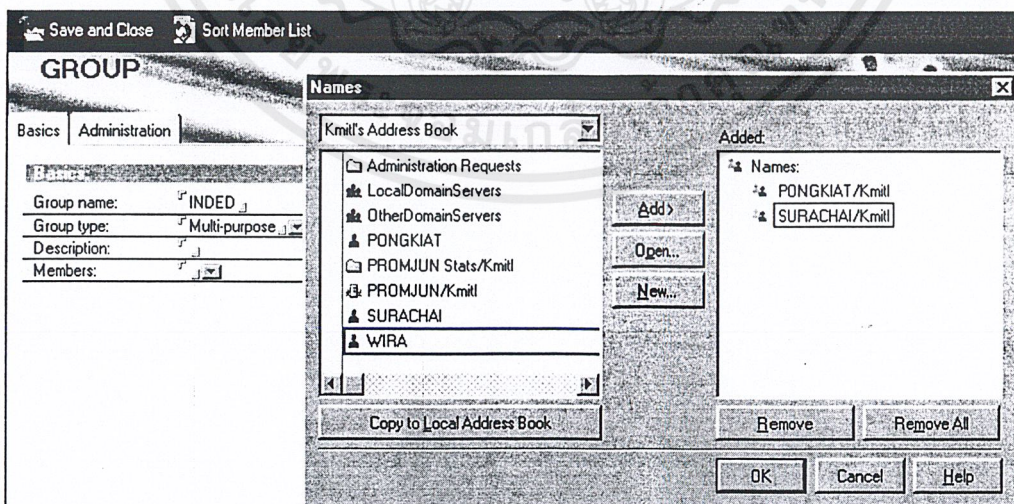 Save and Close Sort Member List
GROUP
Basics Administration
Basics
Group name: INDED
Group type: Multi-purpose
Description:
Members:
Names
Kmitl's Address Book
Administration Requests
LocalDomainServers
OtherDomainServers
PONGKIAT
PROMJUN Stats/Kmitl
PROMJUN/Kmitl
SURACHAI
WIRA
Copy to Local Address Book
Add>
Open...
New...
Added:
Names:
PONGKIAT/Kmitl
SURACHAI/Kmitl
Remove Remove All
OK Cancel Help